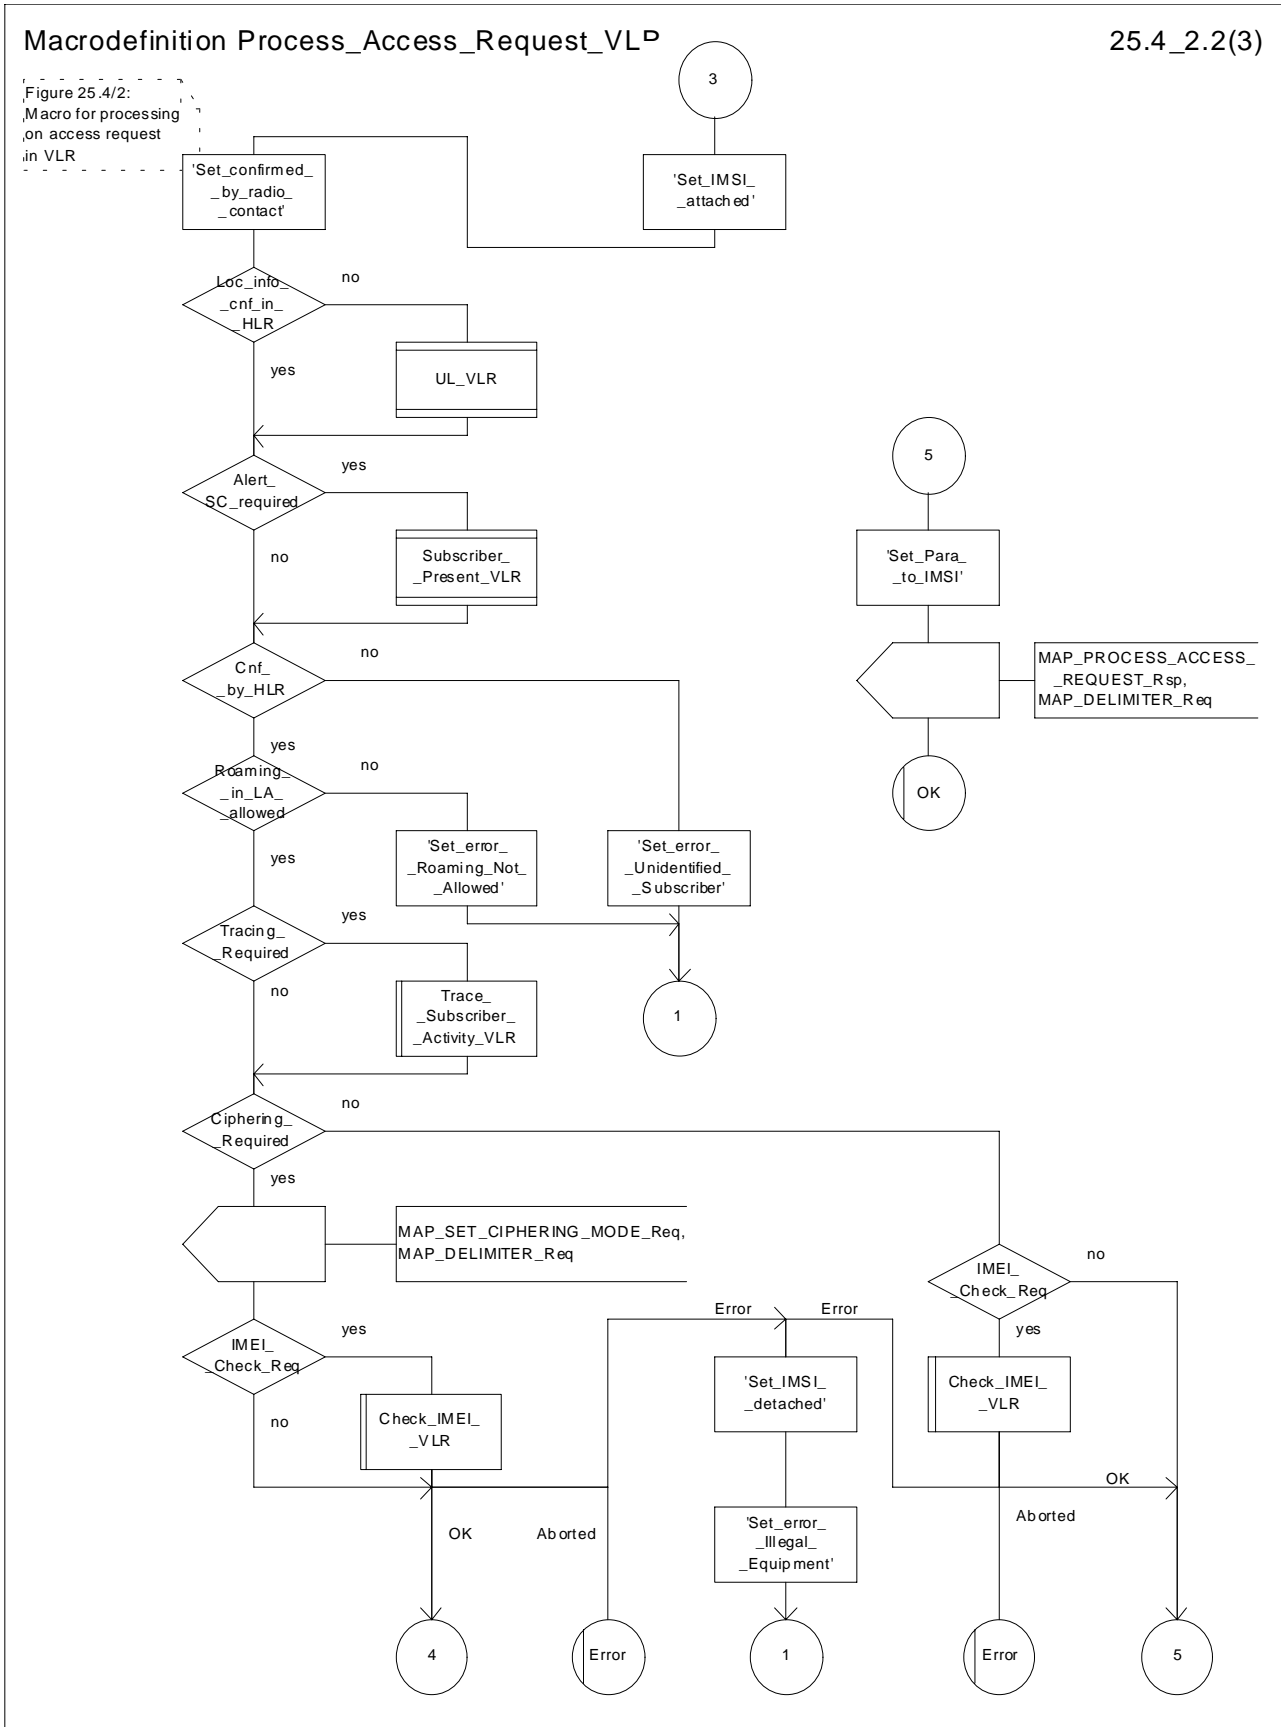 Macrodefinition Process_Access_Request_VLR
25.4_2.2(3)
Figure 25.4/2:
Macro for processing
on access request
in VLR
3
'Set_confirmed_
_by_radio_
_contact'
'Set_IMSI_
_attached'
Loc_info_
_cnf_in_
_HLR
no
yes
UL_VLR
Alert_
SC_required
yes
no
Subscriber_
_Present_VLR
5
'Set_Para_
_to_IMSI'
MAP_PROCESS_ACCESS_
_REQUEST_Rsp,
MAP_DELIMITER_Req
OK
Cnf_
_by_HLR
no
yes
Roaming_
_in_LA_
_allowed
no
yes
'Set_error_
_Roaming_Not_
_Allowed'
'Set_error_
_Unidentified_
_Subscriber'
Tracing_
_Required
yes
no
Trace_
_Subscriber_
_Activity_VLR
1
Ciphering_
_Required
no
yes
MAP_SET_CIPHERING_MODE_Req,
MAP_DELIMITER_Req
IMEI_
_Check_Req
no
yes
Error
Error
IMEI_
_Check_Req
yes
no
Check_IMEI_
_VLR
'Set_IMSI_
_detached'
Check_IMEI_
_VLR
OK
OK
Aborted
'Set_error_
_Illegal_
_Equipment'
Aborted
4
Error
1
Error
5